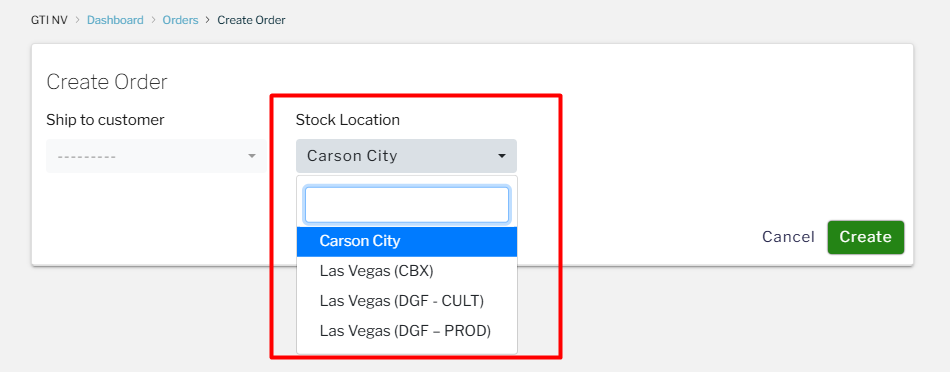 GTI NV > Dashboard > Orders > Create Order
Create Order
Ship to customer
Stock Location
---------
Carson City
Carson City
Las Vegas (CBX)
Las Vegas (DGF - CULT)
Las Vegas (DGF – PROD)
Cancel
Create